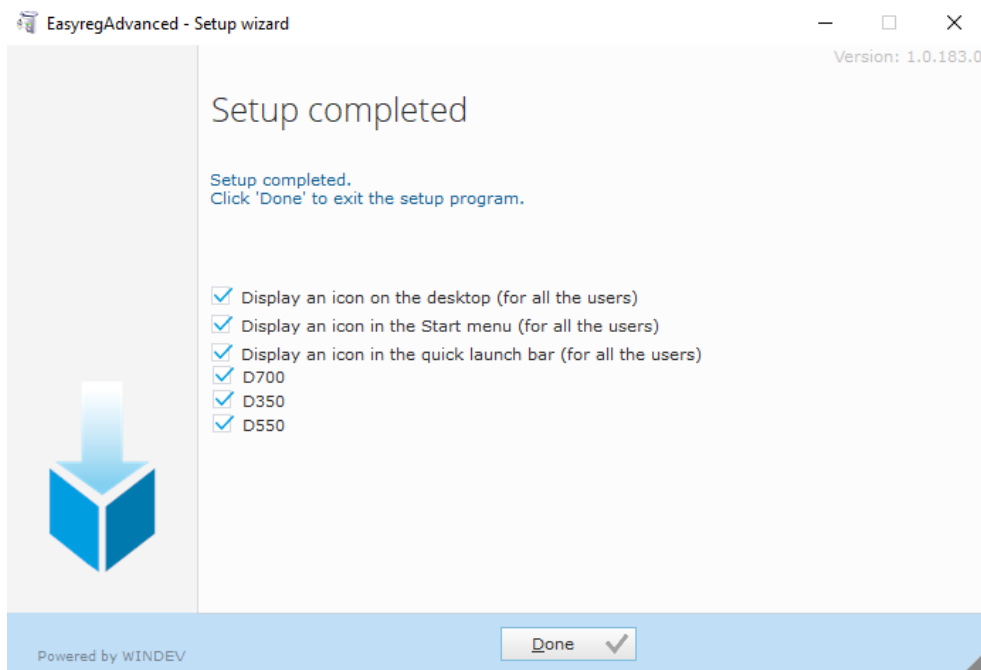 EasyregAdvanced - Setup wizard
Version: 1.0.183.0
Setup completed
Setup completed.
Click 'Done' to exit the setup program.
Display an icon on the desktop (for all the users)
Display an icon in the Start menu (for all the users)
Display an icon in the quick launch bar (for all the users)
D700
D350
D550
Done
Powered by WINDEV